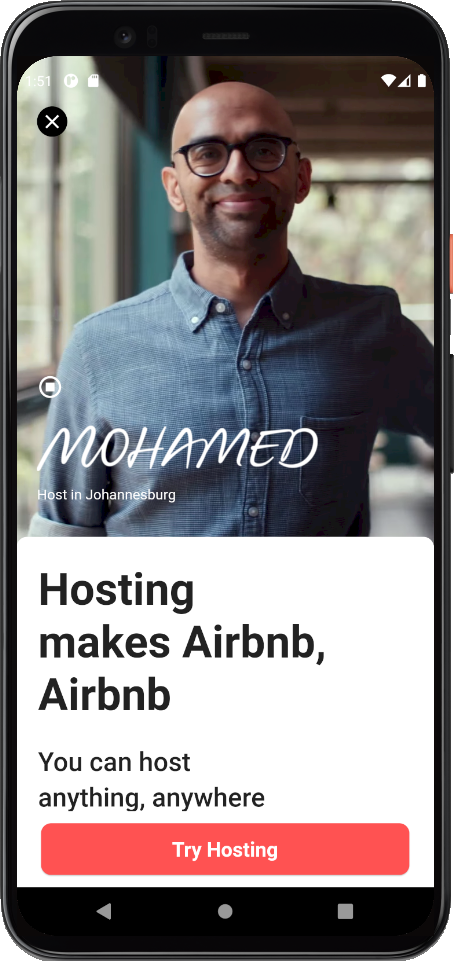 1:51
MOHAMED
Host in Johannesburg
Hosting
makes Airbnb,
Airbnb
You can host
anything, anywhere
Try Hosting